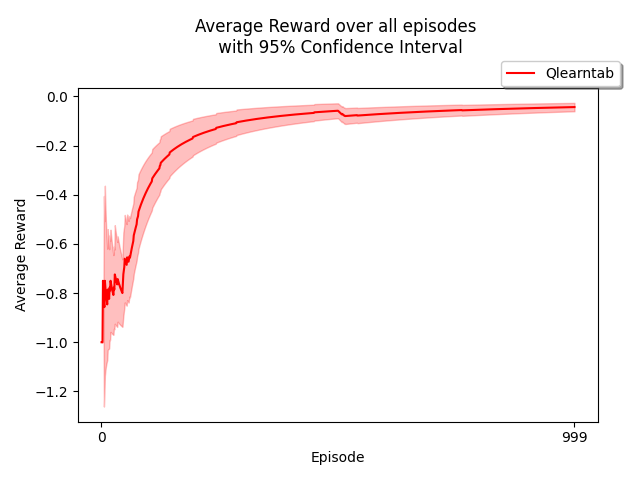 Average Reward over all episodes
with 95% Confidence Interval
Qlearntab
0.0
−0.2
−0.4
−0.6
−0.8
−1.0
−1.2
Average Reward
0
999
Episode